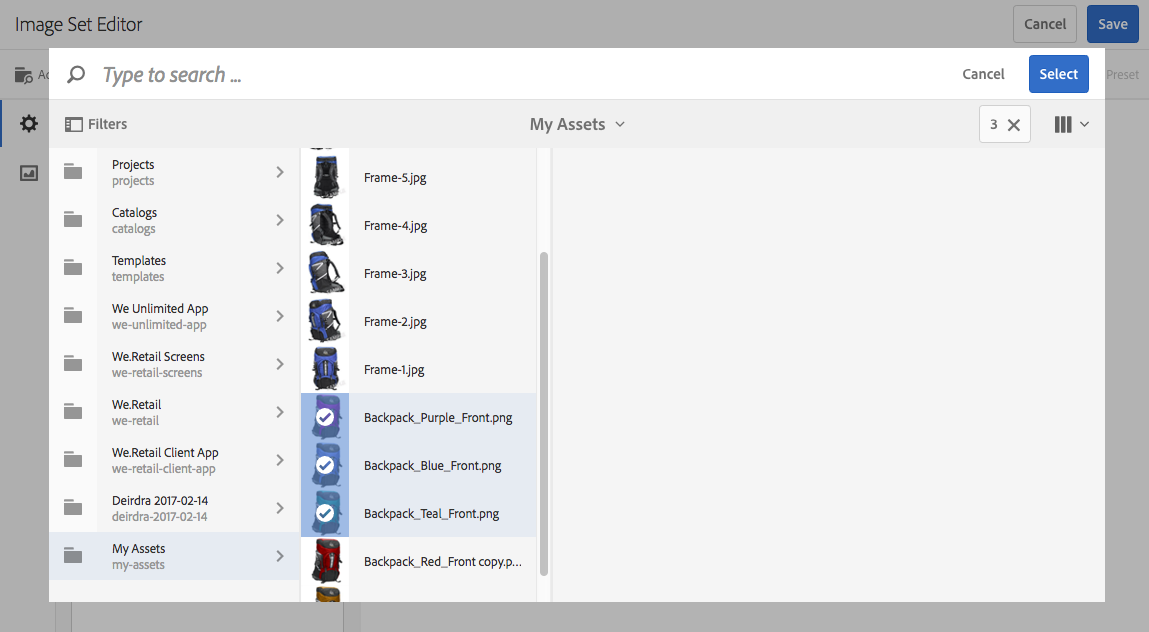 Image Set Editor
Cancel
Save
Ad
Type to search ...
Cancel
Select
Preset
Filters
My Assets
3
Projects
projects
Catalogs
catalogs
Templates
templates
We Unlimited App
we-unlimited-app
We.Retail Screens
we-retail-screens
We.Retail
we-retail
We.Retail Client App
we-retail-client-app
Deirdra 2017-02-14
deirdra-2017-02-14
My Assets
my-assets
Frame-5.jpg
Frame-4.jpg
Frame-3.jpg
Frame-2.jpg
Frame-1.jpg
Backpack_Purple_Front.png
Backpack_Blue_Front.png
Backpack_Teal_Front.png
Backpack_Red_Front copy.p...